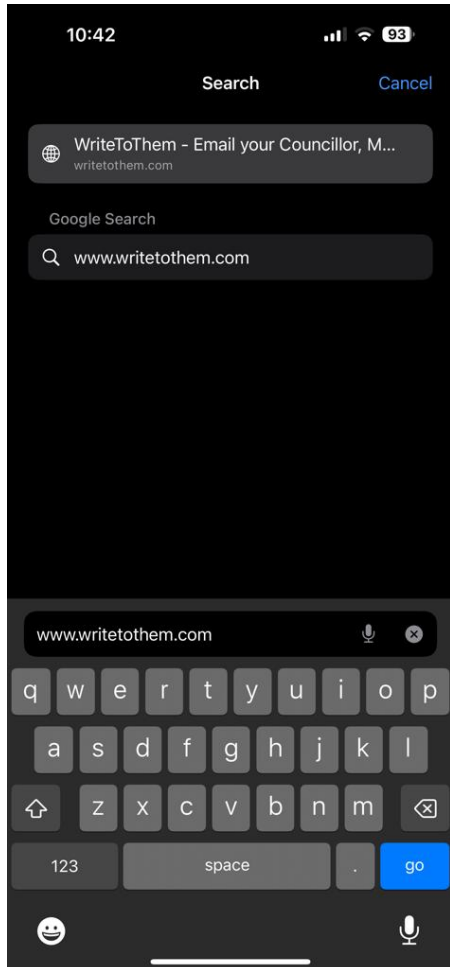 10:42
93
Search
Cancel
WriteToThem - Email your Councillor, M...
writetothem.com
Google Search
www.writetothem.com
www.writetothem.com
q w e r t y u i o p
a s d f g h j k l
z x c v b n m
123 space . go